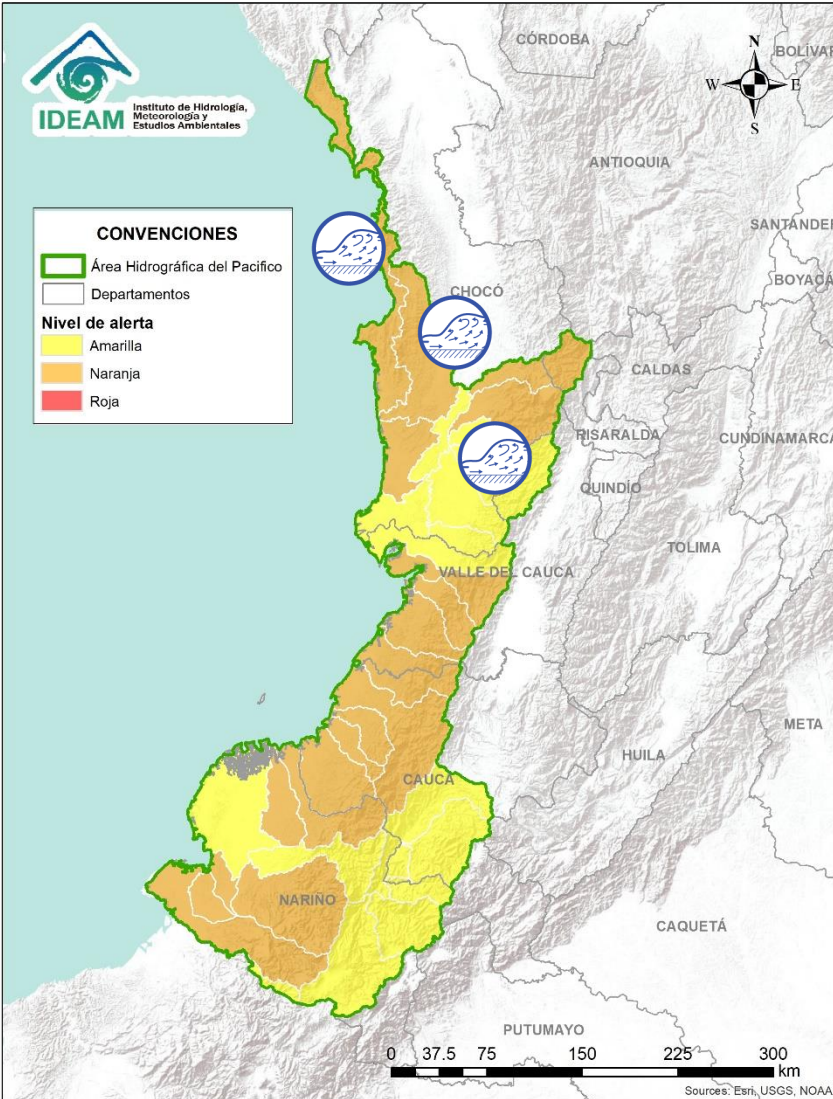 IDEAM
Instituto de Hidrología,
Meteorología y
Estudios Ambientales
CONVENCIONES
Área Hidrográfica del Pacifico
Departamentos
Nivel de alerta
Amarilla
Naranja
Roja
N
W E
S
CÓRDOBA
BOLÍVAR
ANTIOQUIA
SANTANDER
BOYACÁ
CHOCÓ
CALDAS
RISARALDA
CUNDINAMARCA
QUINDÍO
TOLIMA
VALLE DEL CAUCA
META
HUILA
CAUCA
NARIÑO
CAQUETÁ
PUTUMAYO
0 37.5 75 150 225 300
km
Sources: Esri, USGS, NOAA